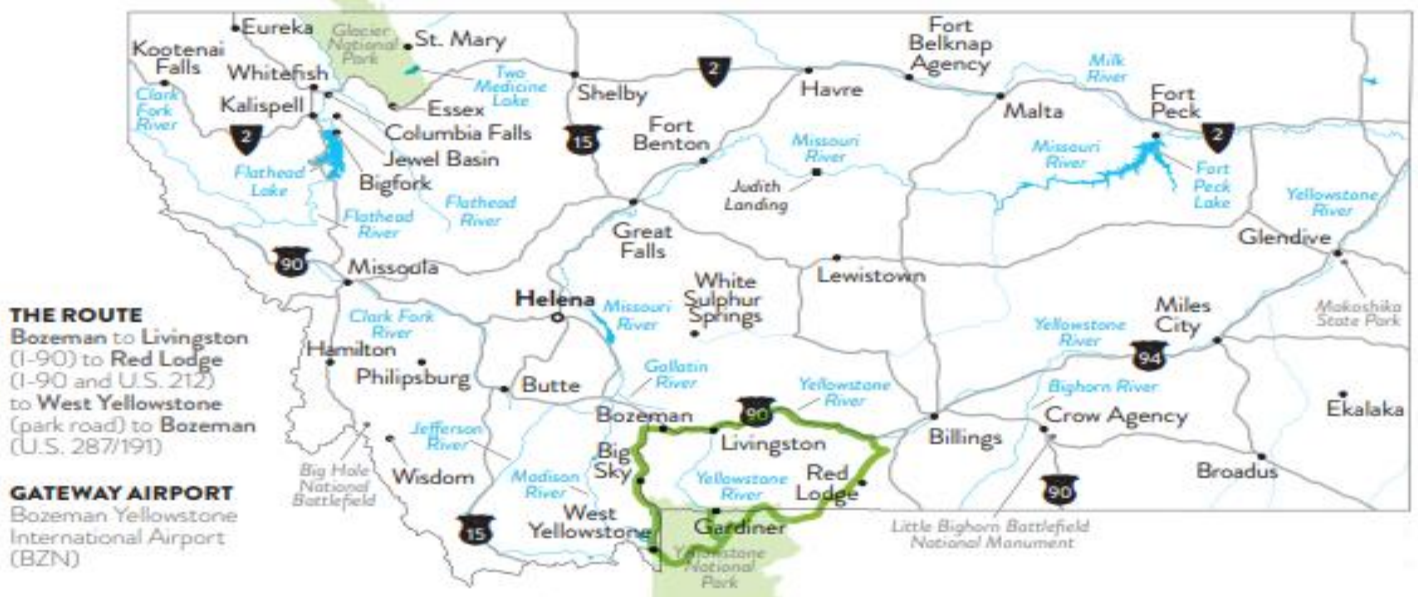 Eureka
Glacier
National
Park
St. Mary
Kootenai
Falls
Whitefish
Two
Medicine
Lake
Clark
Fork
River
Kalispell
Essex
Columbia Falls
2
Jewel Basin
Flathead
Lake
Bigfork
Flathead
River
Flathead
River
Shelby
15
2
Havre
Fort
Belknap
Agency
Milk
River
Malta
Fort
Peck
2
Fort
Benton
Missouri
River
Judith
Landing
Missouri
River
Fort
Peck
Lake
Yellowstone
River
Great
Falls
Glendive
90
Missoula
Lewistown
Helena
Missouri
River
White
Sulphur
Springs
Miles
City
Makoshika
State Park
THE ROUTE
Bozeman to Livingston
(I-90) to Red Lodge
(I-90 and U.S. 212)
to West Yellowstone
(park road) to Bozeman
(U.S. 287/191)
GATEWAY AIRPORT
Bozeman Yellowstone
International Airport
(BZN)
Clark Fork
River
Hamilton
Philipsburg
Butte
Gallatin
River
Yellowstone
River
Yellowstone
River
94
Bighorn River
Bozeman
90
Livingston
Billings
Crow Agency
Ekalaka
Jefferson
River
Big
Sky
Wisdom
Big Hole
National
Battlefield
Madison
River
Yellowstone
River
Red
Lodge
90
Broadus
15
West
Yellowstone
Gardiner
Yellowstone
National
Park
Little Bighorn Battlefield
National Monument